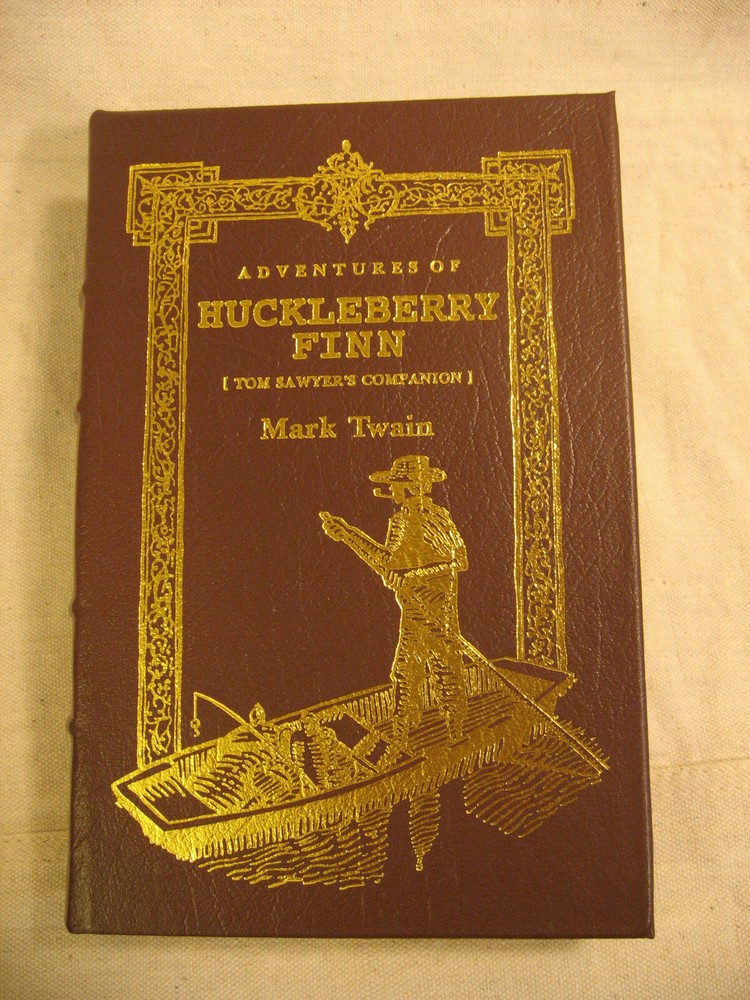 ADVENTURES OF
HUCKLEBERRY
FINN
[ TOM SAWYER'S COMPANION ]
Mark Twain